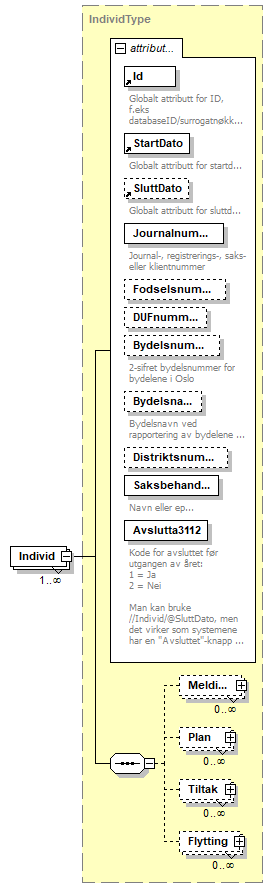 IndividType
attribut...
Id
Globalt attributt for ID,
f.eks
databaseID/surrogatnøkk...
StartDato
Globalt attributt for startd...
SluttDato
Globalt attributt for sluttd...
Journalnum...
Journal-, registrerings-, saks-
eller klientnummer
Fodselsnum...
DUFnumm...
Bydelsnum...
2-sifret bydelsnummer for
bydelene i Oslo
Bydelsna...
Bydelsnavn ved
rapportering av bydelene ...
Distriktsnum...
Saksbehand...
Navn eller ep...
Avslutta3112
Kode for avsluttet før
utgangen av året:
1 = Ja
2 = Nei
Man kan bruke
//Individ/@SluttDato, men
det virker som systemene
har en "Avsluttet"-knapp ...
Individ
1..∞
Meldi...
0..∞
Plan
0..∞
Tiltak
0..∞
Flytting
0..∞